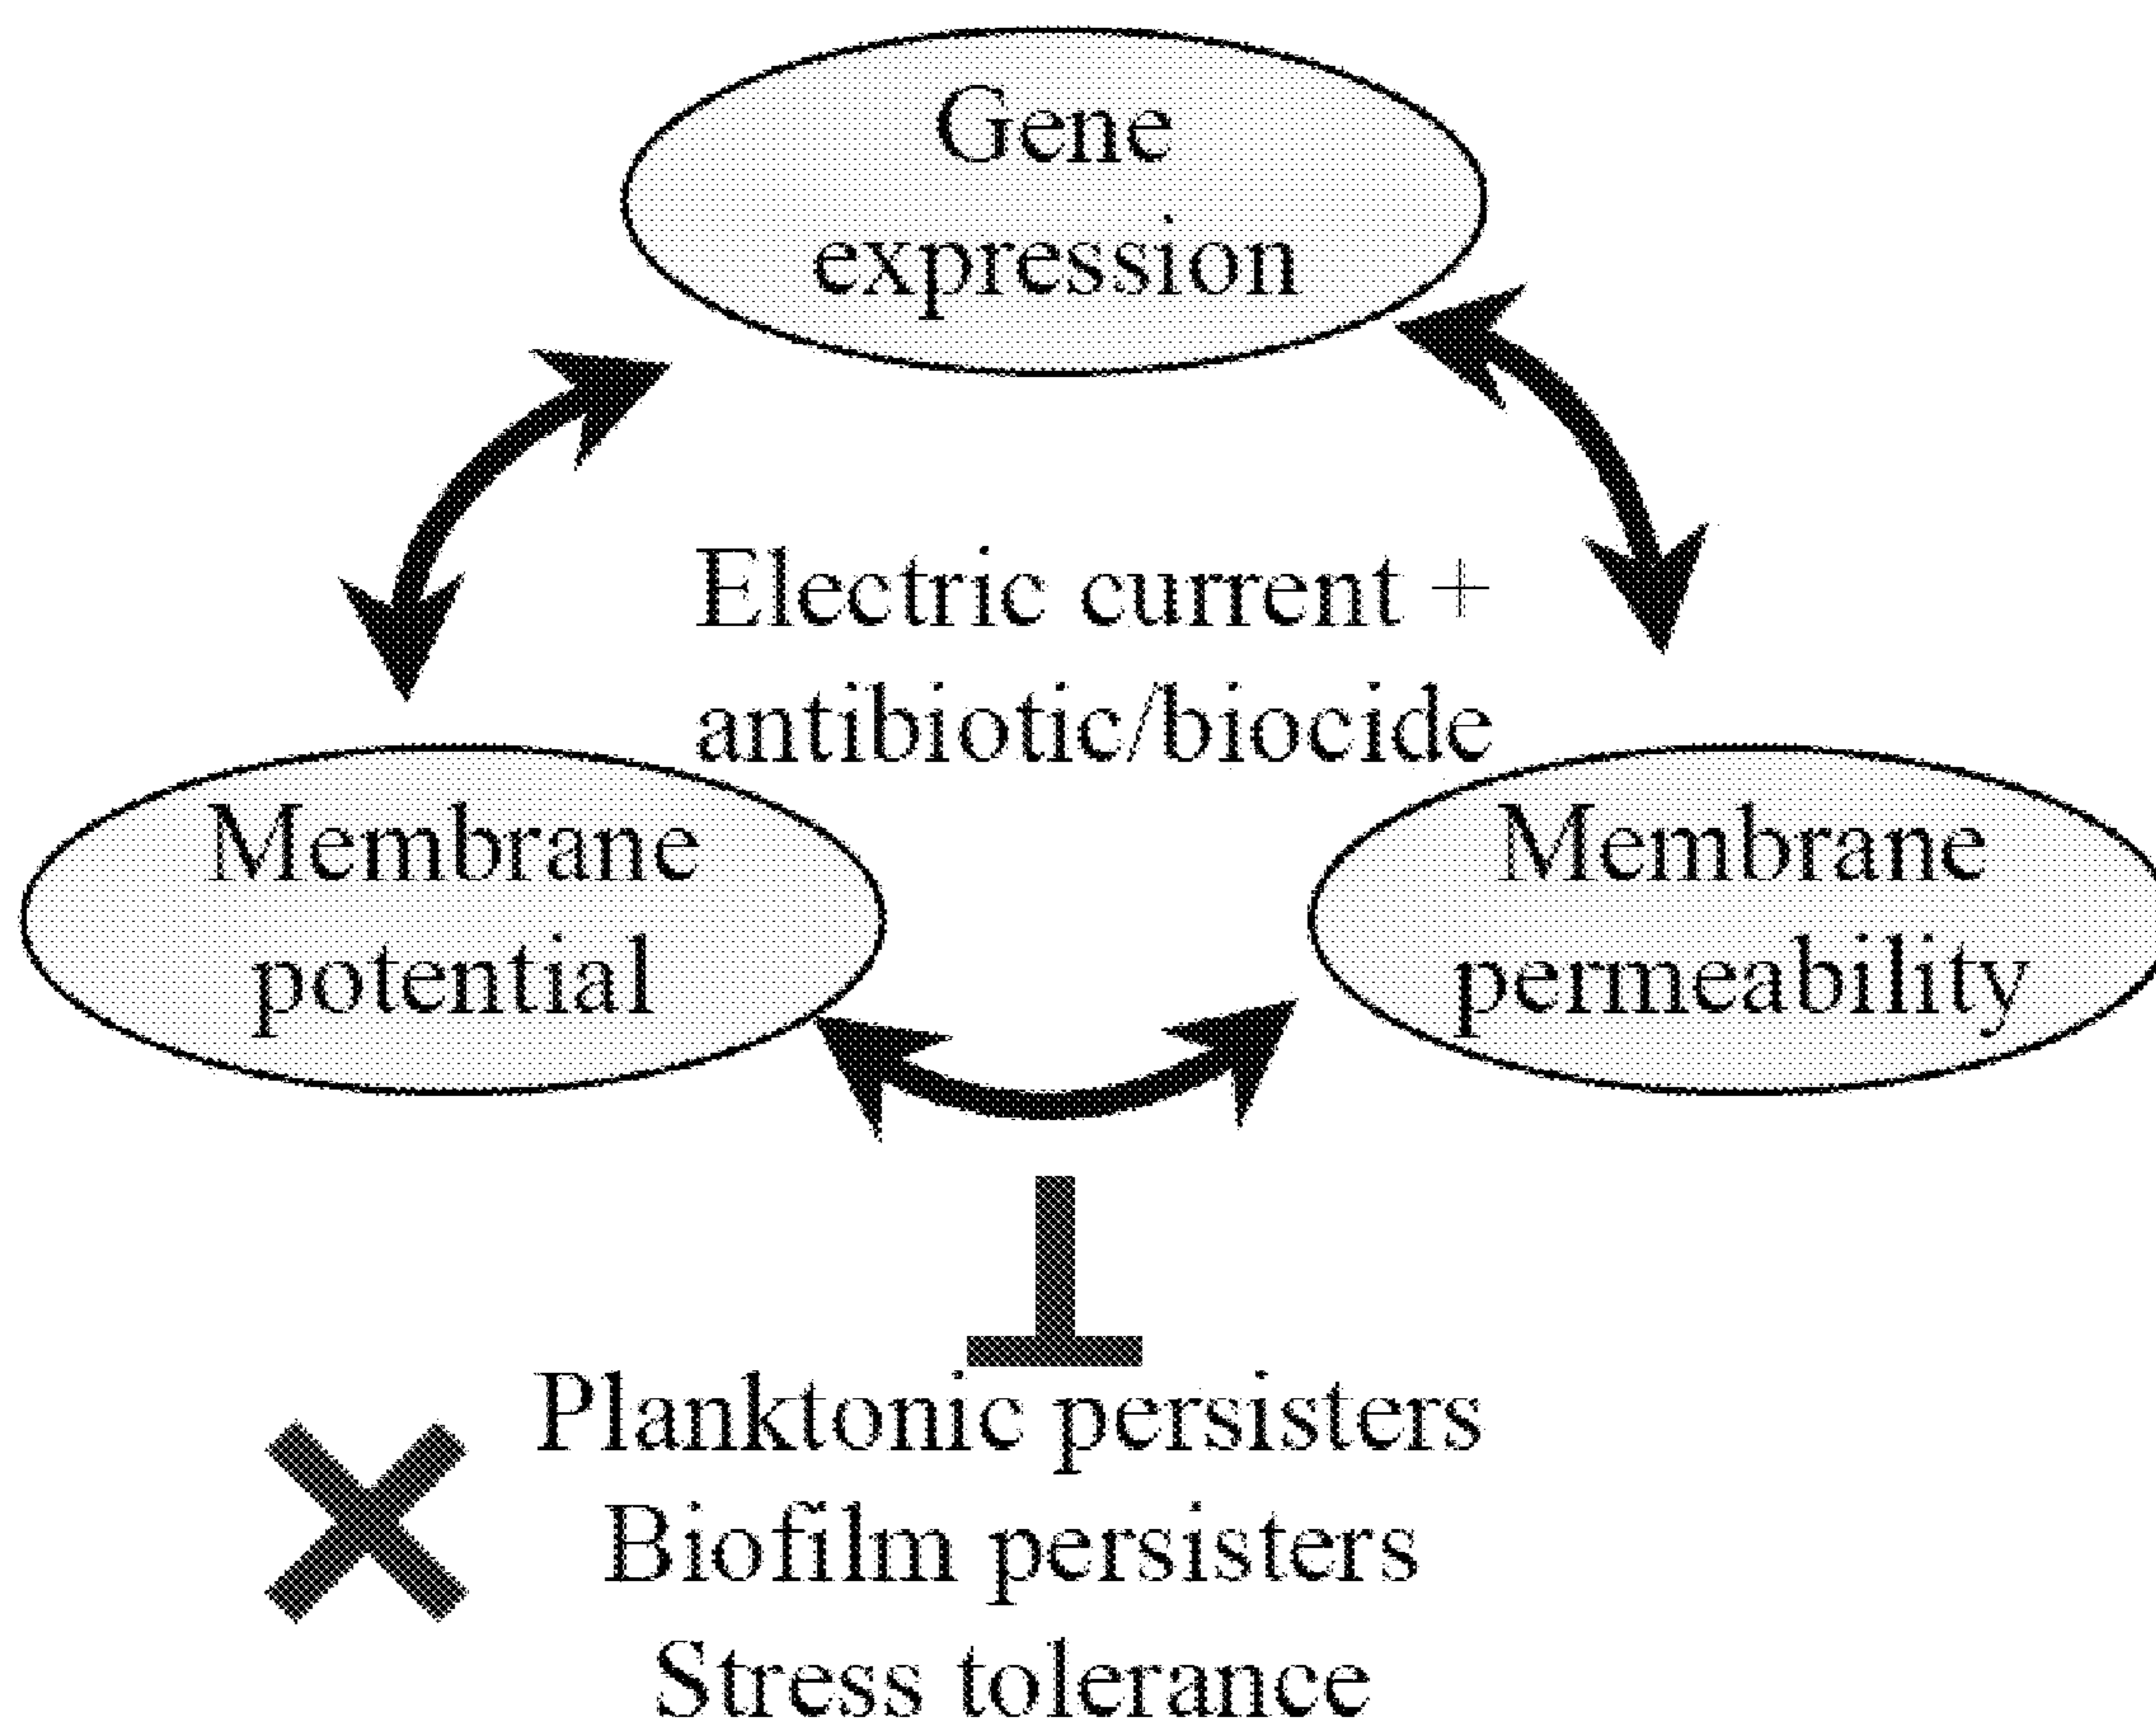 Gene
expression
Electric current +
antibiotic/biocide
Membrane
potential
Membrane
permeability
Planktonic persisters
Biofilm persisters
Stress tolerance